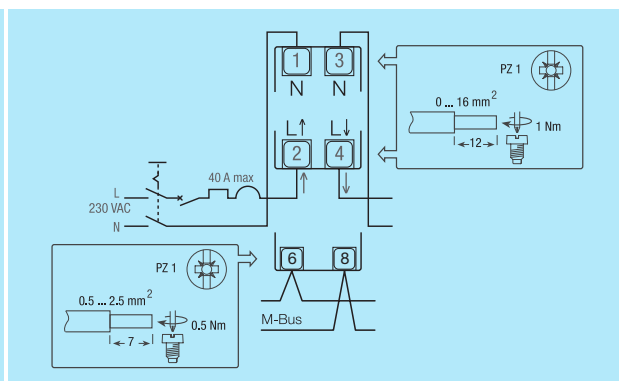 1 3
N N
PZ 1
0 ... 16 mm²
1 Nm
12
L↑ L↓
2 4
40 A max
L
230 VAC
N
6 8
PZ 1
0.5 ... 2.5 mm²
0.5 Nm
7
M-Bus